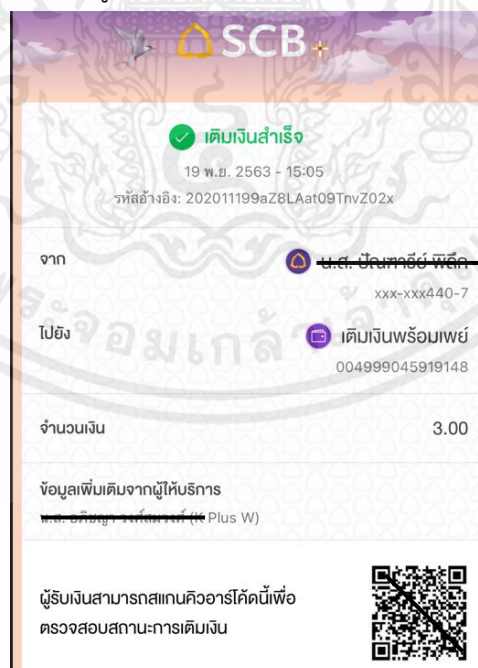 SCB
เติมเงินสำเร็จ
19 พ.ย. 2563 - 15:05
รหัสอ้างอิง: 202011199aZ8LAat09TnvZ02x
จาก
น.ส.
xxx-xxx440-7
ไปยัง
เติมเงินพร้อมเพย์
004999045919148
จำนวนเงิน
3.00
ข้อมูลเพิ่มเติมจากผู้ให้บริการ
Plus W)
ผู้รับเงินสามารถสแกนคิวอาร์โค้ดนี้เพื่อ
ตรวจสอบสถานะการเติมเงิน